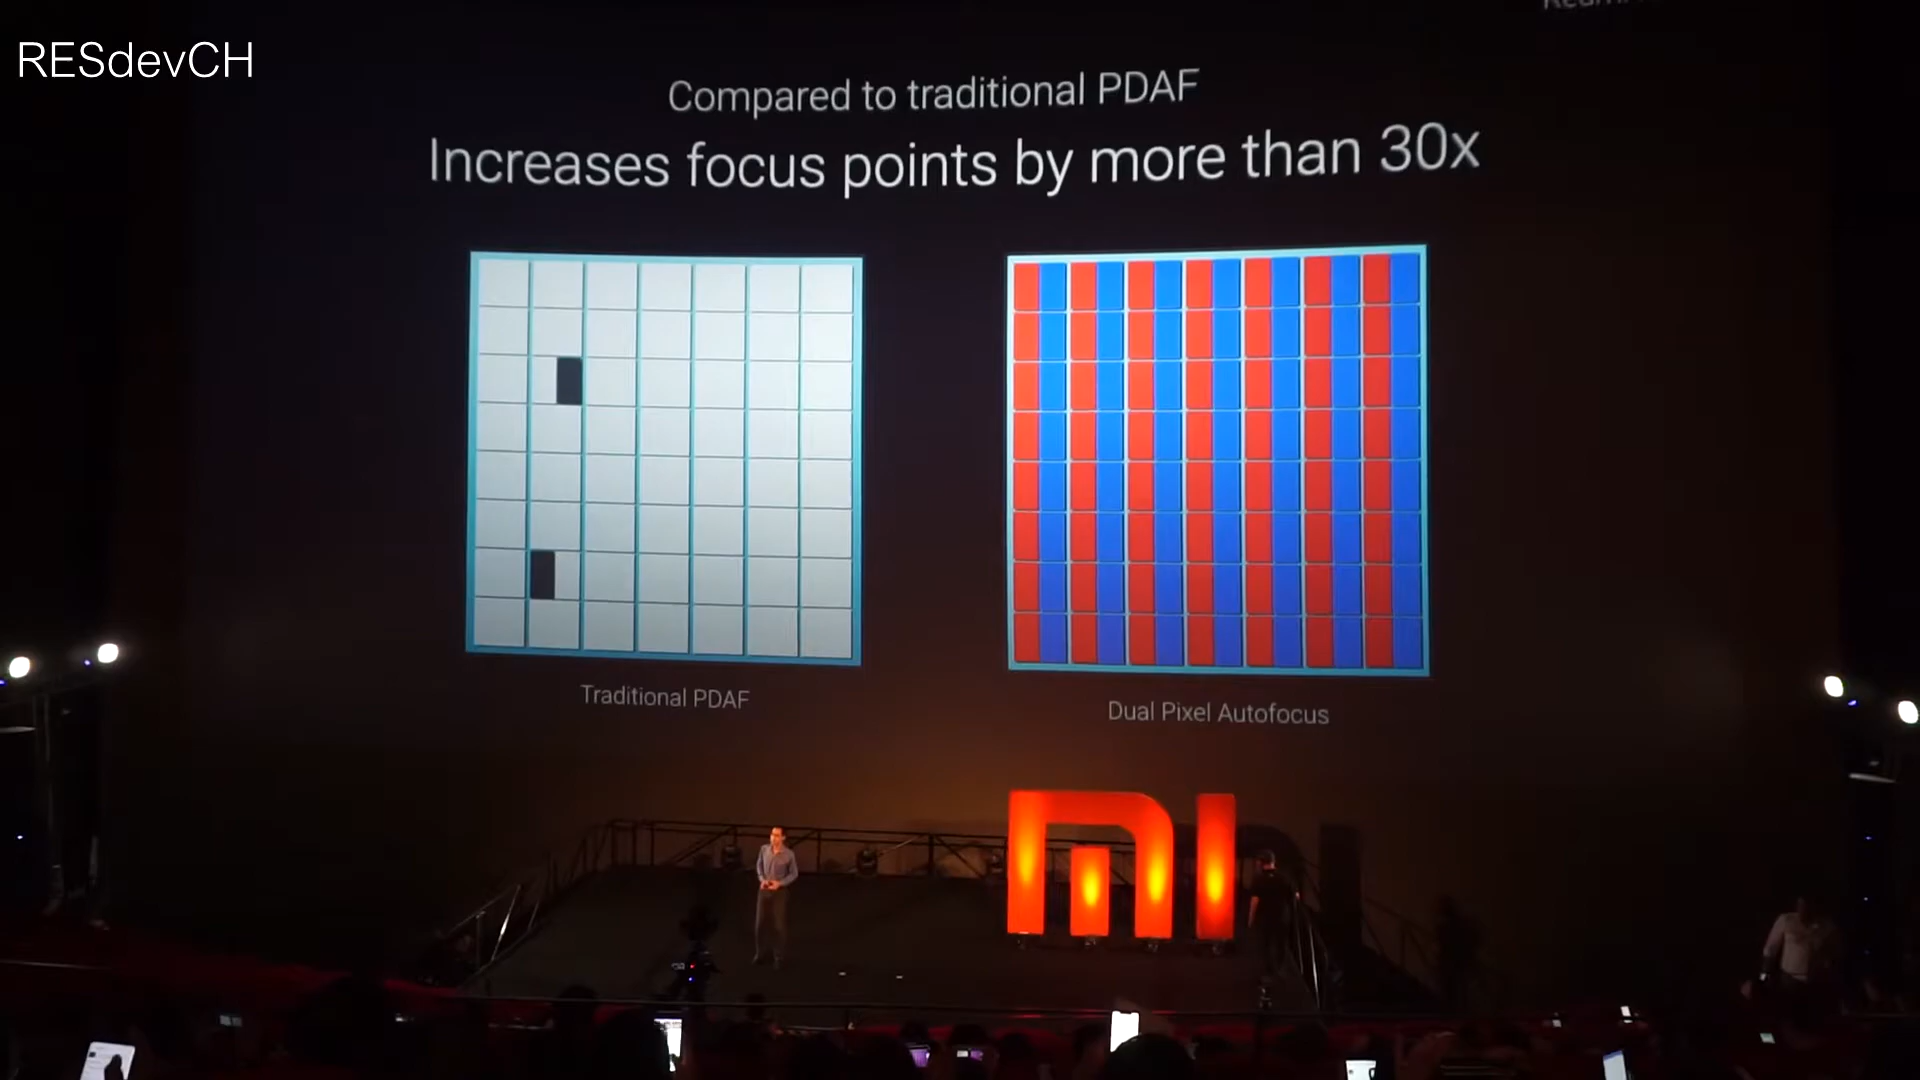 RESdevCH
Compared to traditional PDAF
Increases focus points by more than 30x
Traditional PDAF
Dual Pixel Autofocus
MI